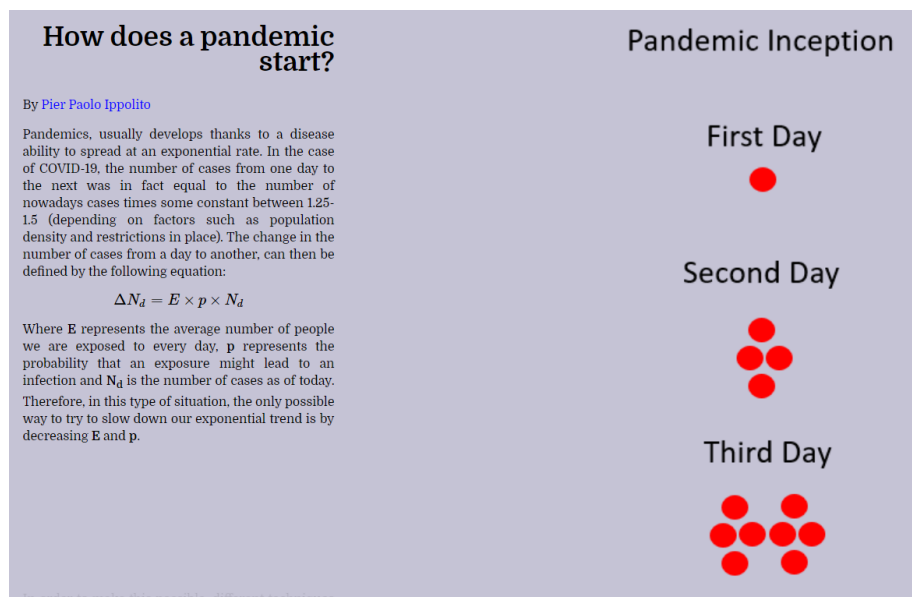 How does a pandemic
start?
By Pier Paolo Ippolito
Pandemics, usually develops thanks to a disease
ability to spread at an exponential rate. In the case
of COVID-19, the number of cases from one day to
the next was in fact equal to the number of
nowadays cases times some constant between 1.25-
1.5 (depending on factors such as population
density and restrictions in place). The change in the
number of cases from a day to another, can then be
defined by the following equation:
ΔN_d = E × p × N_d
Where E represents the average number of people
we are exposed to every day, p represents the
probability that an exposure might lead to an
infection and N_d is the number of cases as of today.
Therefore, in this type of situation, the only possible
way to try to slow down our exponential trend is by
decreasing E and p.
Pandemic Inception
First Day
Second Day
Third Day